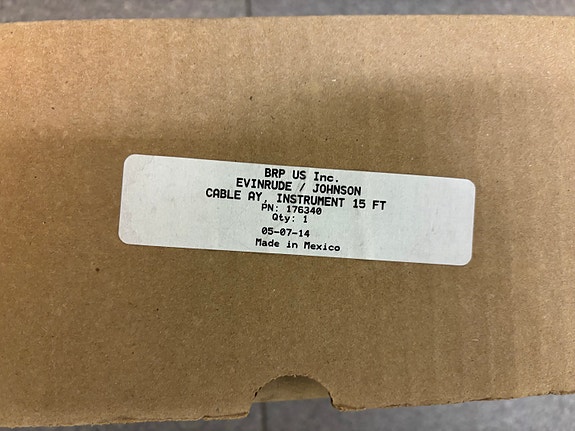 BRP US Inc.
EVINRUDE / JOHNSON
CABLE AY, INSTRUMENT 15 FT
PN: 176340
Qty: 1
05-07-14
Made in Mexico